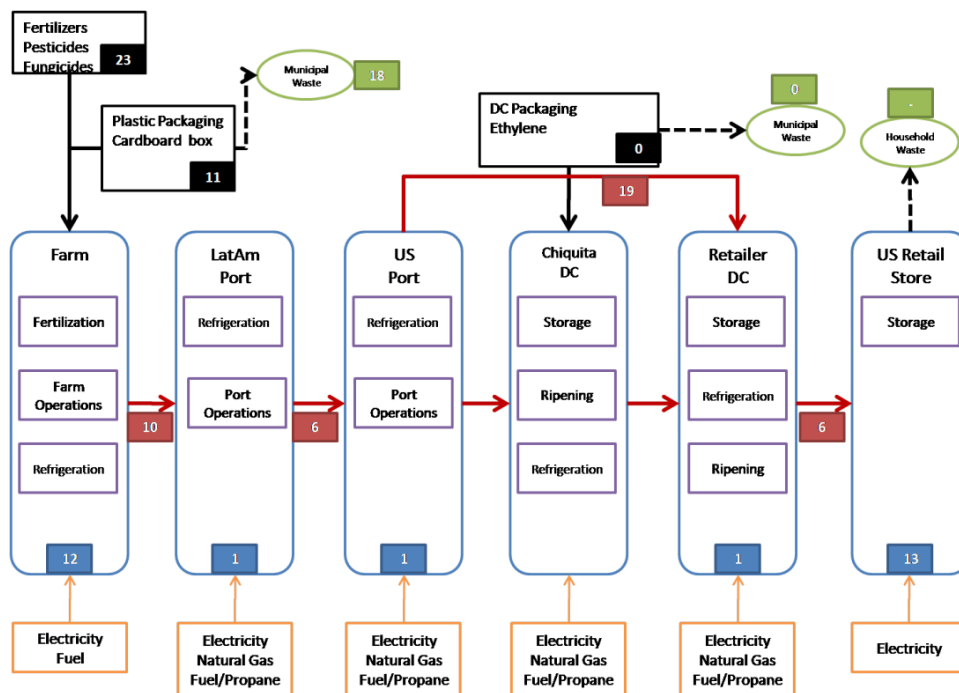 Fertilizers
Pesticides
Fungicides
23
Municipal
Waste
18
Plastic Packaging
Cardboard box
11
DC Packaging
Ethylene
0
0
Municipal
Waste
-
Household
Waste
19
Farm
Fertilization
Farm
Operations
Refrigeration
12
10
LatAm
Port
Refrigeration
Port
Operations
1
6
US
Port
Refrigeration
Port
Operations
1
Chiquita
DC
Storage
Ripening
Refrigeration
Retailer
DC
Storage
Refrigeration
Ripening
1
6
US Retail
Store
Storage
13
Electricity
Fuel
Electricity
Natural Gas
Fuel/Propane
Electricity
Natural Gas
Fuel/Propane
Electricity
Natural Gas
Fuel/Propane
Electricity
Natural Gas
Fuel/Propane
Electricity